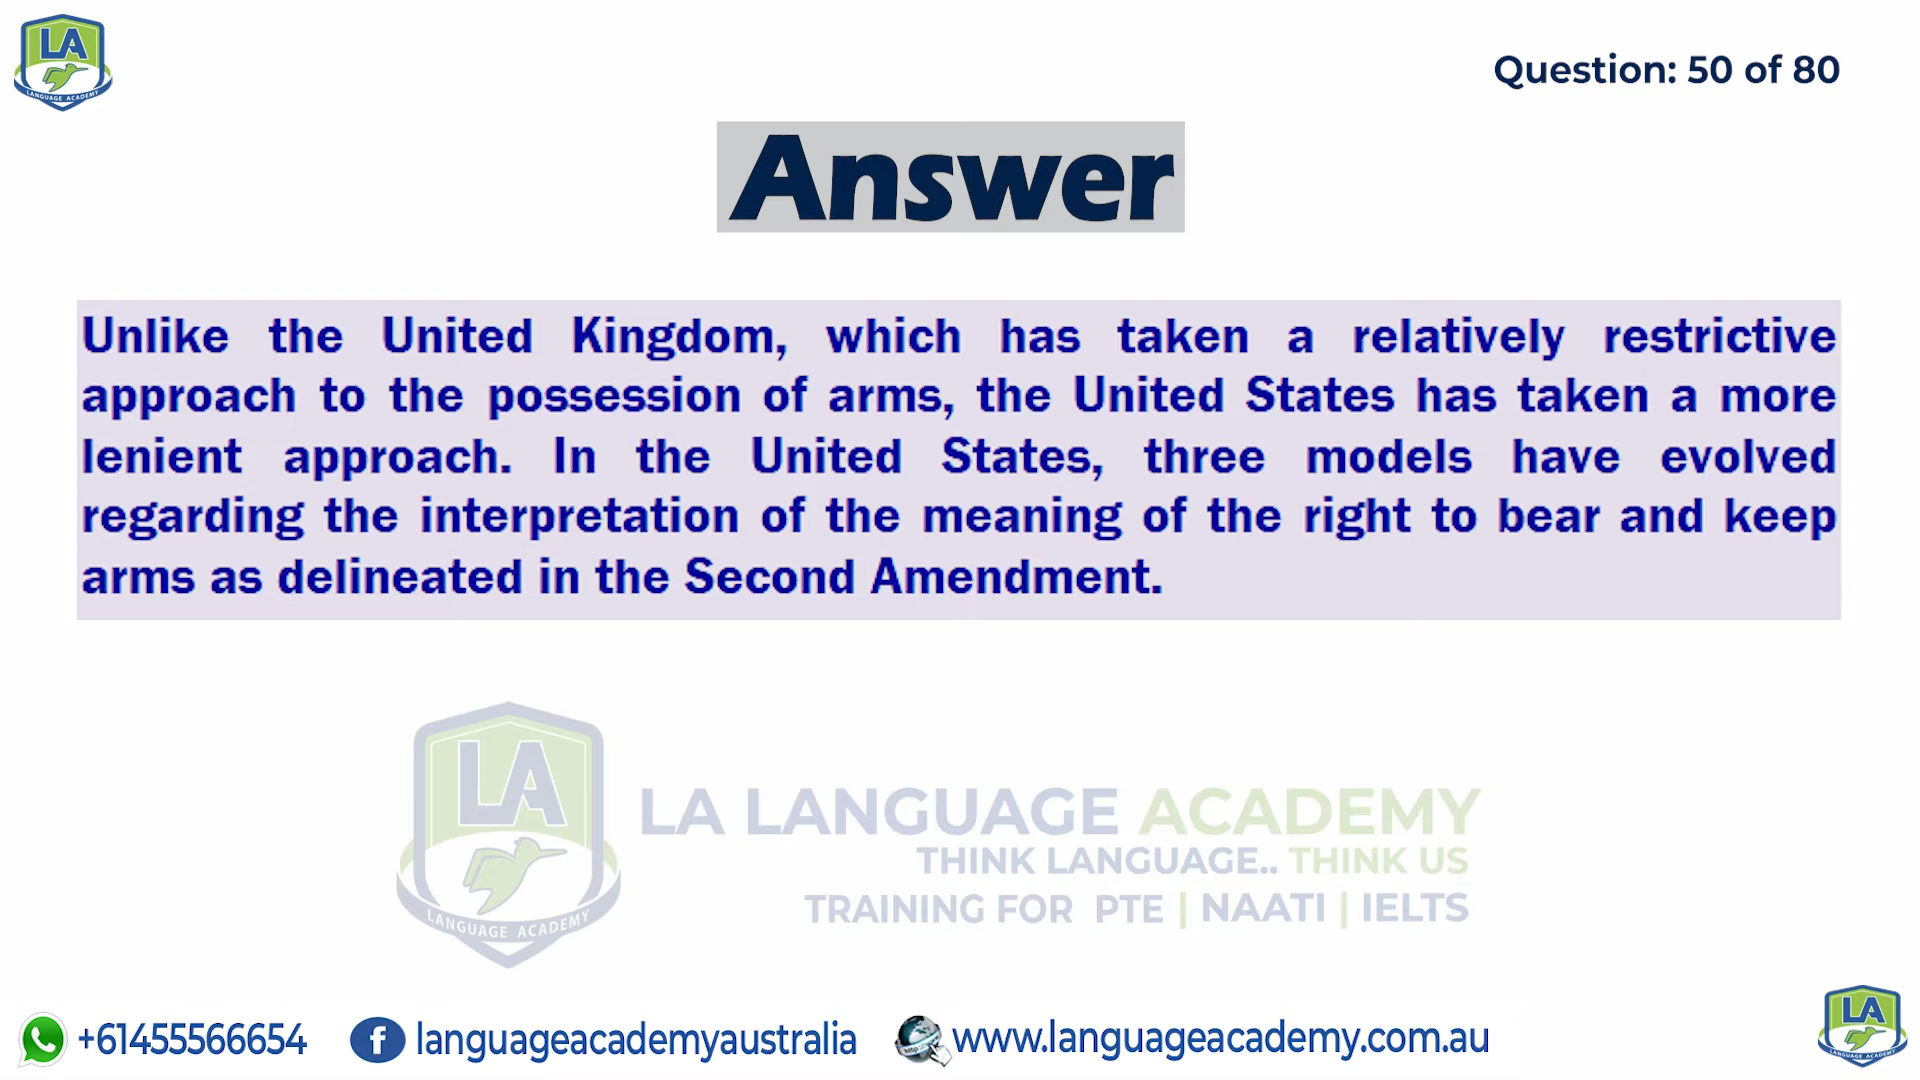 LA
LANGUAGE ACADEMY
Question: 50 of 80
Answer
Unlike the United Kingdom, which has taken a relatively restrictive
approach to the possession of arms, the United States has taken a more
lenient approach. In the United States, three models have evolved
regarding the interpretation of the meaning of the right to bear and keep
arms as delineated in the Second Amendment.
LA
LANGUAGE ACADEMY
LA LANGUAGE ACADEMY
THINK LANGUAGE.. THINK US
TRAINING FOR PTE | NAATI | IELTS
+61455566654
languageacademyaustralia
www.languageacademy.com.au
LA
LANGUAGE ACADEMY